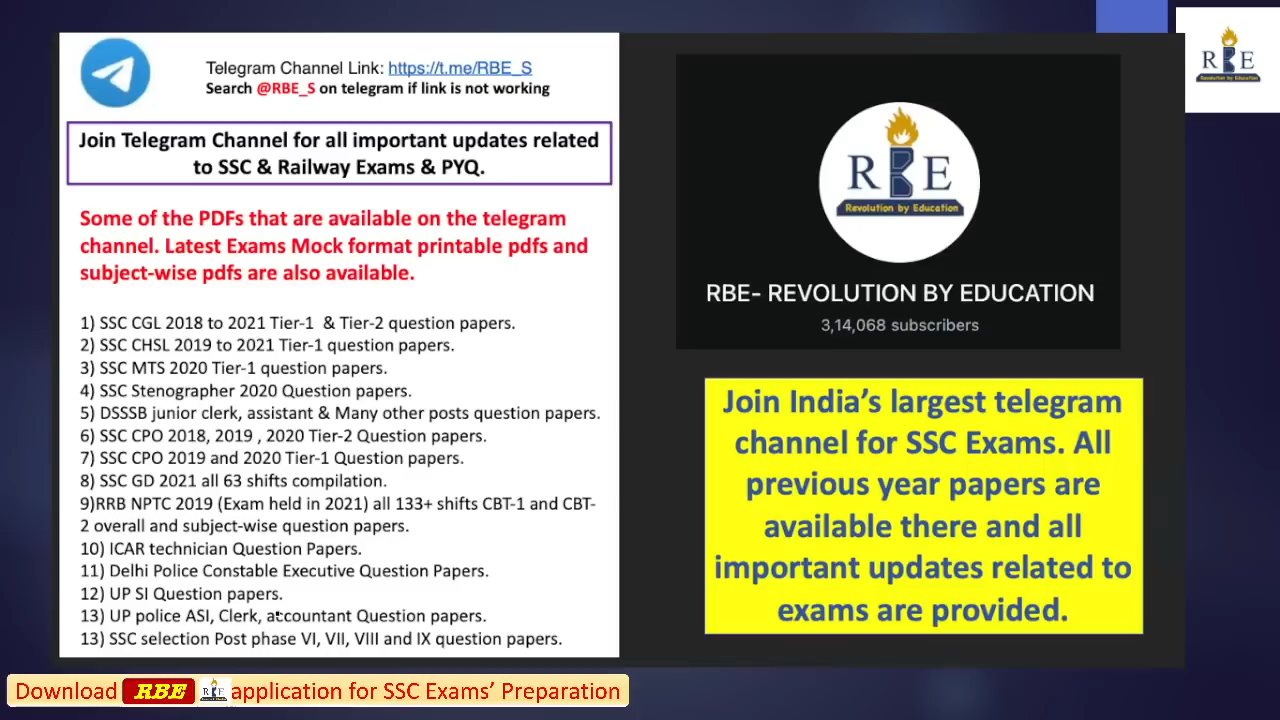 Telegram Channel Link: https://t.me/RBE_S
Search @RBE_S on telegram if link is not working
Join Telegram Channel for all important updates related
to SSC & Railway Exams & PYQ.
Some of the PDFs that are available on the telegram
channel. Latest Exams Mock format printable pdfs and
subject-wise pdfs are also available.
1) SSC CGL 2018 to 2021 Tier-1 & Tier-2 question papers.
2) SSC CHSL 2019 to 2021 Tier-1 question papers.
3) SSC MTS 2020 Tier-1 question papers.
4) SSC Stenographer 2020 Question papers.
5) DSSSB junior clerk, assistant & Many other posts question papers.
6) SSC CPO 2018, 2019 , 2020 Tier-2 Question papers.
7) SSC CPO 2019 and 2020 Tier-1 Question papers.
8) SSC GD 2021 all 63 shifts compilation.
9)RRB NPTC 2019 (Exam held in 2021) all 133+ shifts CBT-1 and CBT-
2 overall and subject-wise question papers.
10) ICAR technician Question Papers.
11) Delhi Police Constable Executive Question Papers.
12) UP SI Question papers.
13) UP police ASI, Clerk, accountant Question papers.
13) SSC selection Post phase VI, VII, VIII and IX question papers.
RBE
Revolution by Education
RBE- REVOLUTION BY EDUCATION
3,14,068 subscribers
Join India's largest telegram
channel for SSC Exams. All
previous year papers are
available there and all
important updates related to
exams are provided.
RBE
Revolution by Education
Download RBE application for SSC Exams' Preparation